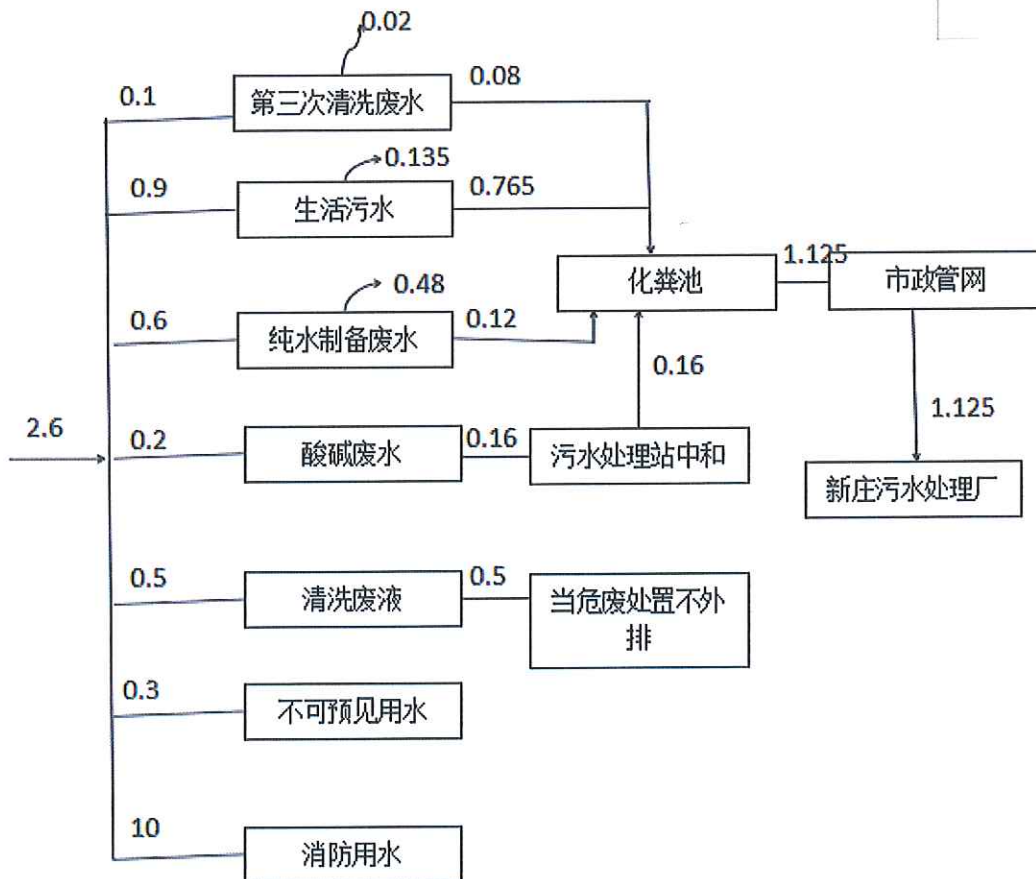 0.02
0.1
第三次清洗废水
0.08
0.135
0.9
生活污水
0.765
化粪池
1.125
市政管网
0.48
0.6
纯水制备废水
0.12
0.16
1.125
2.6
0.2
酸碱废水
0.16
污水处理站中和
新庄污水处理厂
0.5
清洗废液
0.5
当危废处置不外
排
0.3
不可预见用水
10
消防用水